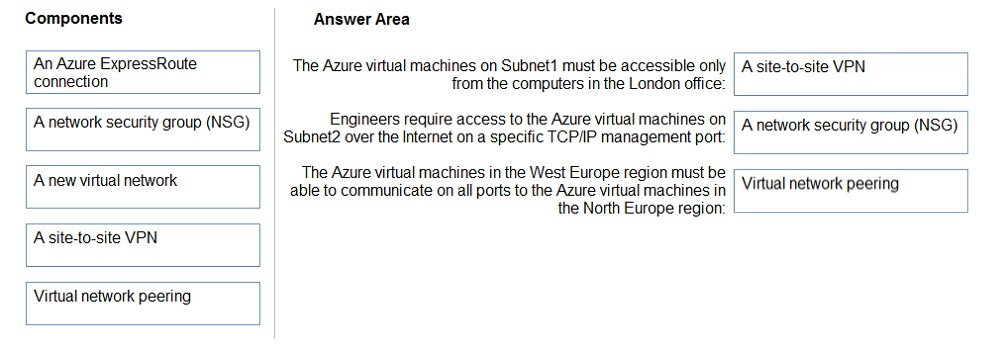 Components
An Azure ExpressRoute
connection
A network security group (NSG)
A new virtual network
A site-to-site VPN
Virtual network peering
Answer Area
The Azure virtual machines on Subnet1 must be accessible only
from the computers in the London office:
A site-to-site VPN
Engineers require access to the Azure virtual machines on
Subnet2 over the Internet on a specific TCP/IP management port:
A network security group (NSG)
The Azure virtual machines in the West Europe region must be
able to communicate on all ports to the Azure virtual machines in
the North Europe region:
Virtual network peering